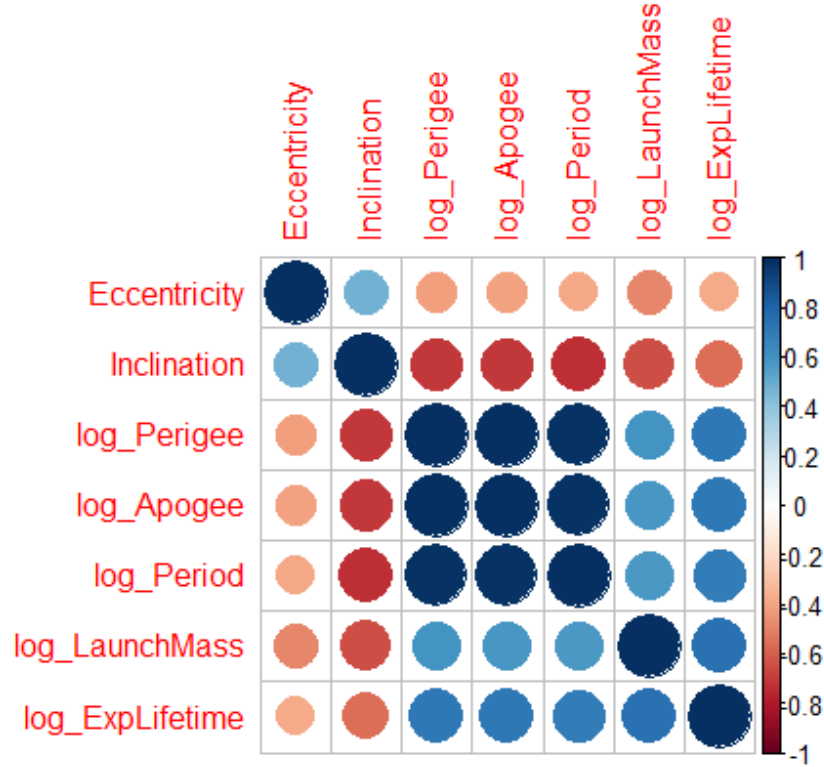 Eccentricity
Inclination
log_Perigee
log_Apogee
log_Period
log_LaunchMass
log_ExpLifetime
Eccentricity
Inclination
log_Perigee
log_Apogee
log_Period
log_LaunchMass
log_ExpLifetime
1
0.8
0.6
0.4
0.2
0
-0.2
-0.4
-0.6
-0.8
-1